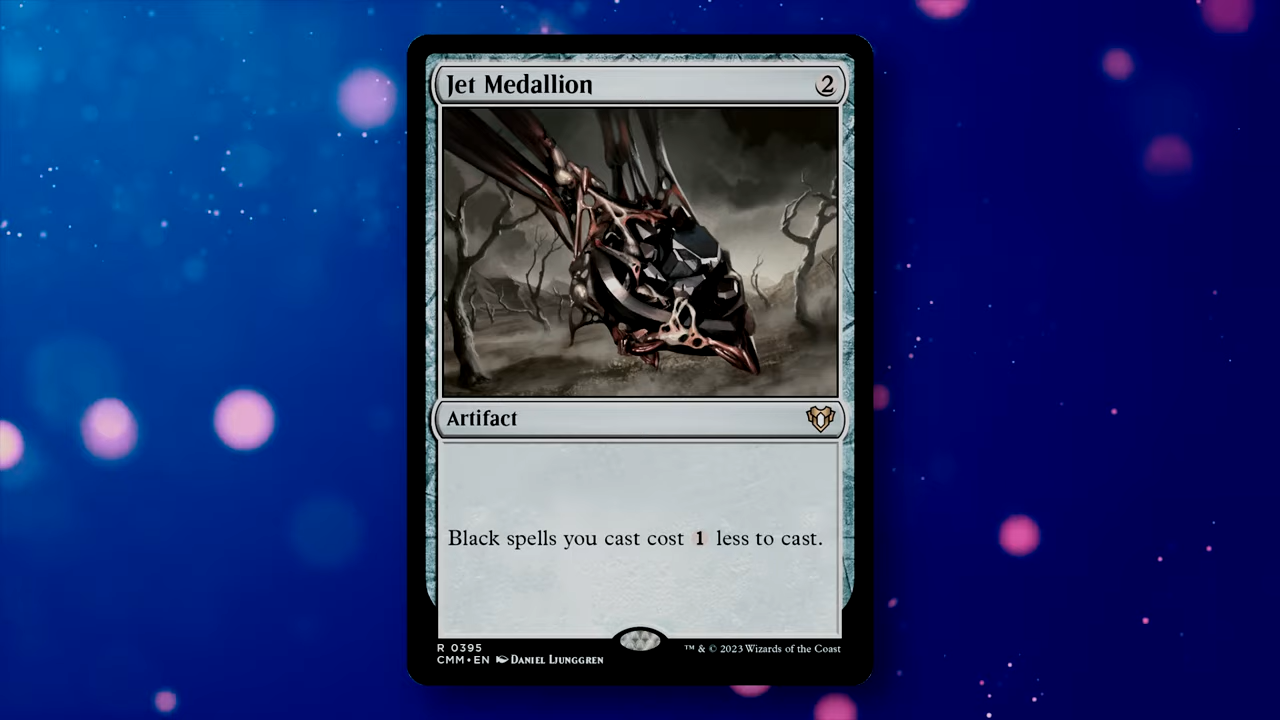 Jet Medallion 2
Artifact
Black spells you cast cost 1 less to cast.
R 0395
CMM • EN Daniel Ljunggren
™ & © 2023 Wizards of the Coast